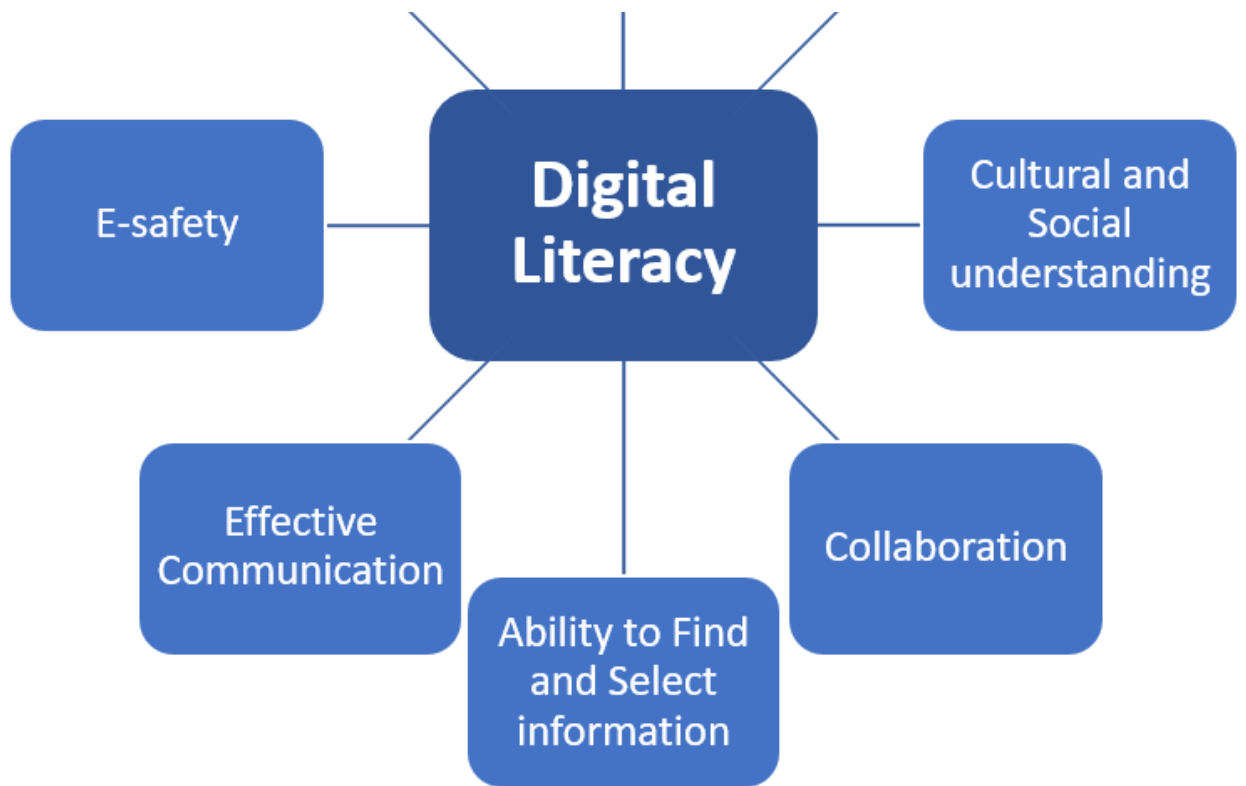 Digital
Literacy
E-safety
Cultural and
Social
understanding
Effective
Communication
Ability to Find
and Select
information
Collaboration